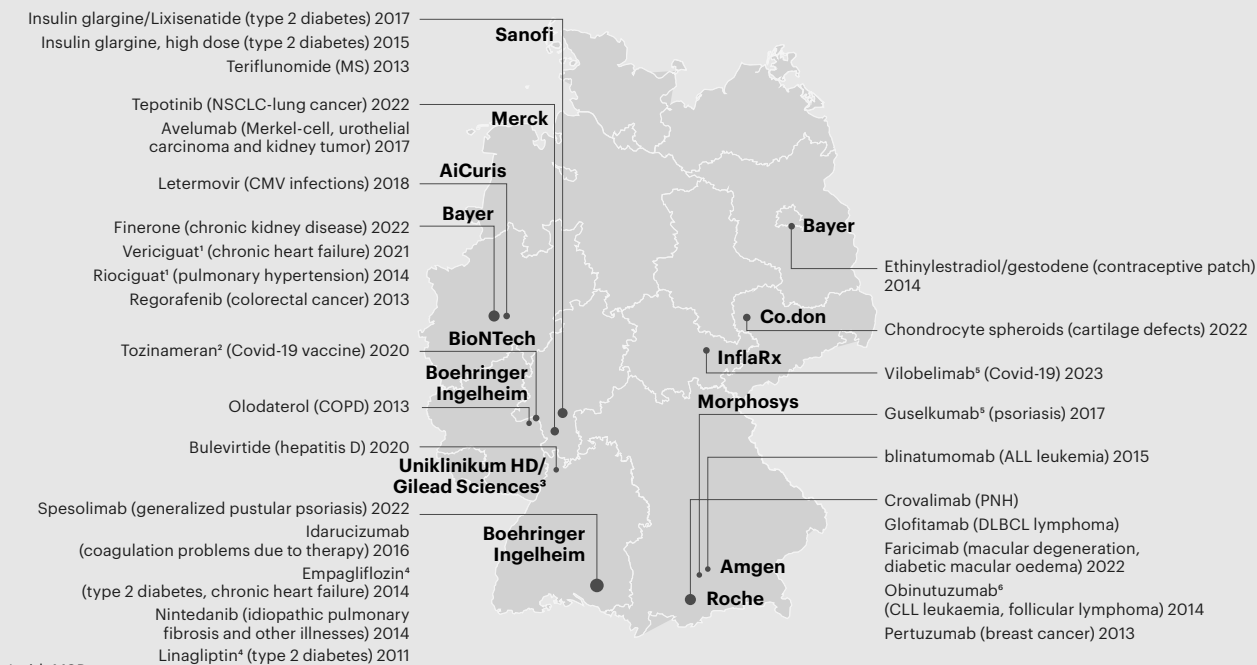 Insulin glargine/Lixisenatide (type 2 diabetes) 2017
Insulin glargine, high dose (type 2 diabetes) 2015
Teriflunomide (MS) 2013
Sanofi
Tepotinib (NSCLC-lung cancer) 2022
Avelumab (Merkel-cell, urothelial
carcinoma and kidney tumor) 2017
Merck
Letermovir (CMV infections) 2018
AiCuris
Finerone (chronic kidney disease) 2022
Vericiguat¹ (chronic heart failure) 2021
Riociguat¹ (pulmonary hypertension) 2014
Regorafenib (colorectal cancer) 2013
Bayer
Tozinameran² (Covid-19 vaccine) 2020
BioNTech
Olodaterol (COPD) 2013
Boehringer
Ingelheim
Bulevirtide (hepatitis D) 2020
Uniklinikum HD/
Gilead Sciences³
Spesolimab (generalized pustular psoriasis) 2022
Idarucizumab
(coagulation problems due to therapy) 2016
Empagliflozin⁴
(type 2 diabetes, chronic heart failure) 2014
Nintedanib (idiopathic pulmonary
fibrosis and other illnesses) 2014
Linagliptin⁴ (type 2 diabetes) 2011
Boehringer
Ingelheim
Bayer
Ethinylestradiol/gestodene (contraceptive patch)
2014
Co.don
Chondrocyte spheroids (cartilage defects) 2022
InflaRx
Vilobelimab⁵ (Covid-19) 2023
Morphosys
Guselkumab⁵ (psoriasis) 2017
blinatumomab (ALL leukemia) 2015
Amgen
Crovalimab (PNH)
Glofitamab (DLBCL lymphoma)
Faricimab (macular degeneration,
diabetic macular oedema) 2022
Obinutuzumab⁶
(CLL leukaemia, follicular lymphoma) 2014
Pertuzumab (breast cancer) 2013
Roche